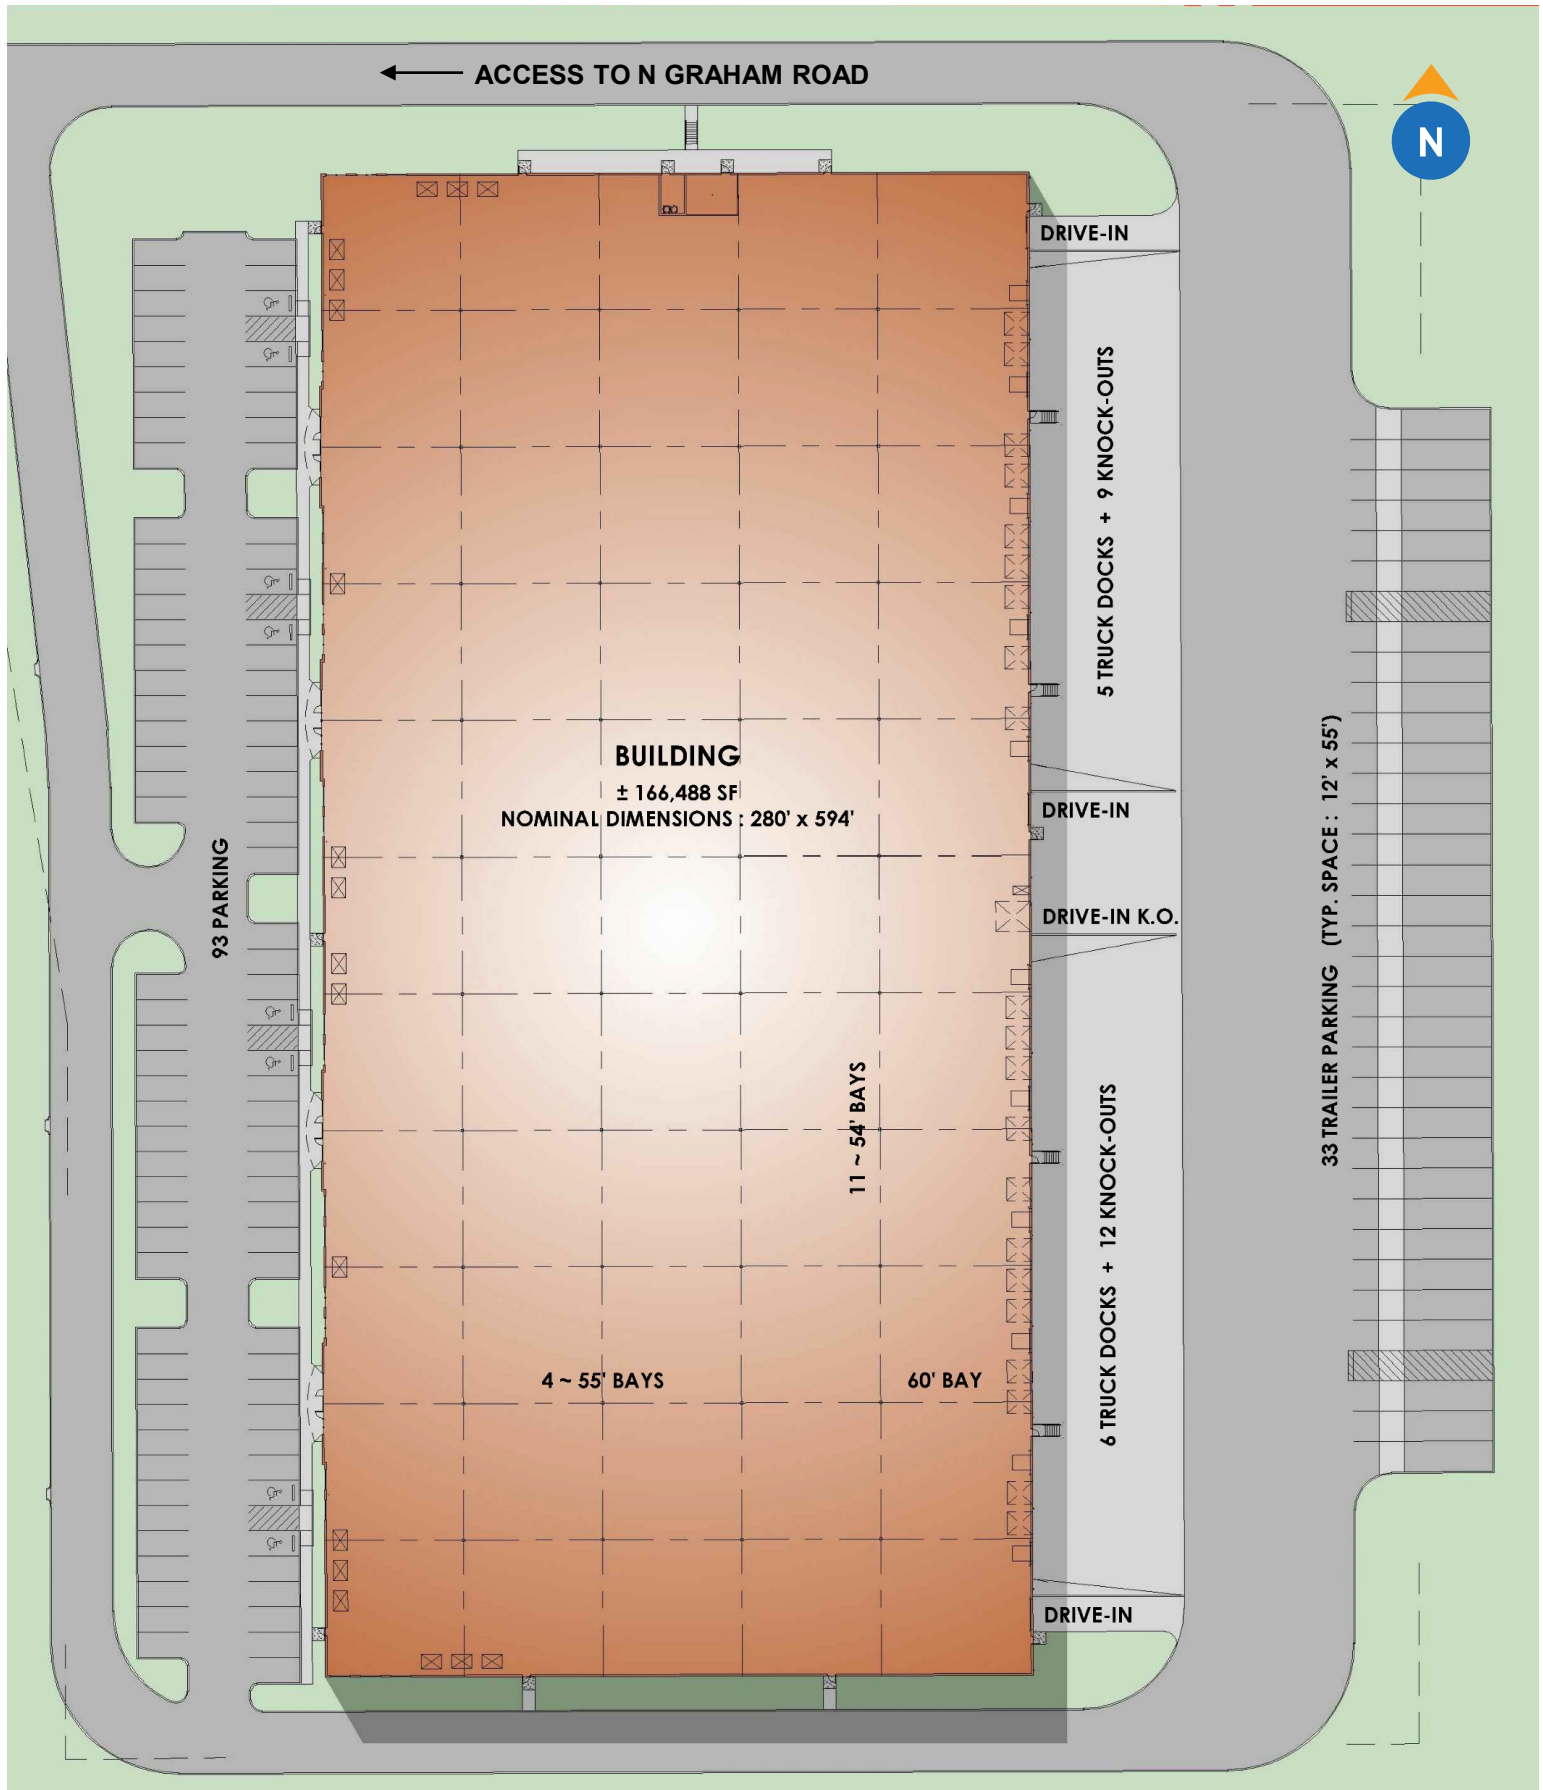 ACCESS TO N GRAHAM ROAD
N
DRIVE-IN
5 TRUCK DOCKS + 9 KNOCK-OUTS
BUILDING
± 166,488 SF
NOMINAL DIMENSIONS : 280' x 594'
DRIVE-IN
93 PARKING
DRIVE-IN K.O.
33 TRAILER PARKING (TYP. SPACE : 12' x 55')
11 ~ 54' BAYS
6 TRUCK DOCKS + 12 KNOCK-OUTS
4 ~ 55' BAYS
60' BAY
DRIVE-IN